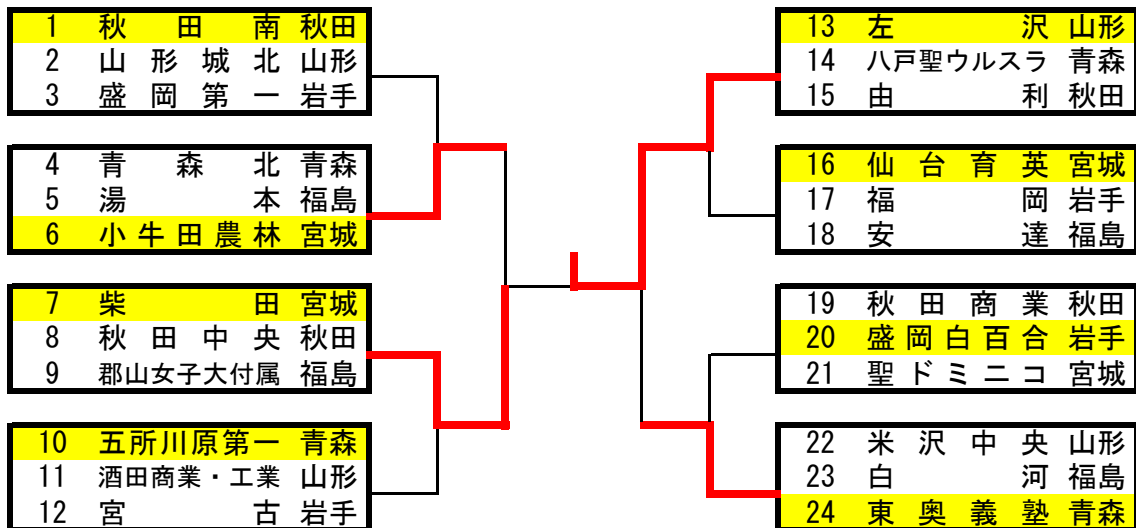 1 秋田南 秋田
2 山形城北 山形
3 盛岡第一 岩手
4 青森北 青森
5 湯本 福島
6 小牛田農林 宮城
7 柴田 宮城
8 秋田中央 秋田
9 郡山女子大付属 福島
10 五所川原第一 青森
11 酒田商業・工業 山形
12 宮古 岩手
13 左沢 山形
14 八戸聖ウルスラ 青森
15 由利 秋田
16 仙台育英 宮城
17 福岡 岩手
18 安達 福島
19 秋田商業 秋田
20 盛岡白百合 岩手
21 聖ドミニコ 宮城
22 米沢中央 山形
23 白河 福島
24 東奥義塾 青森